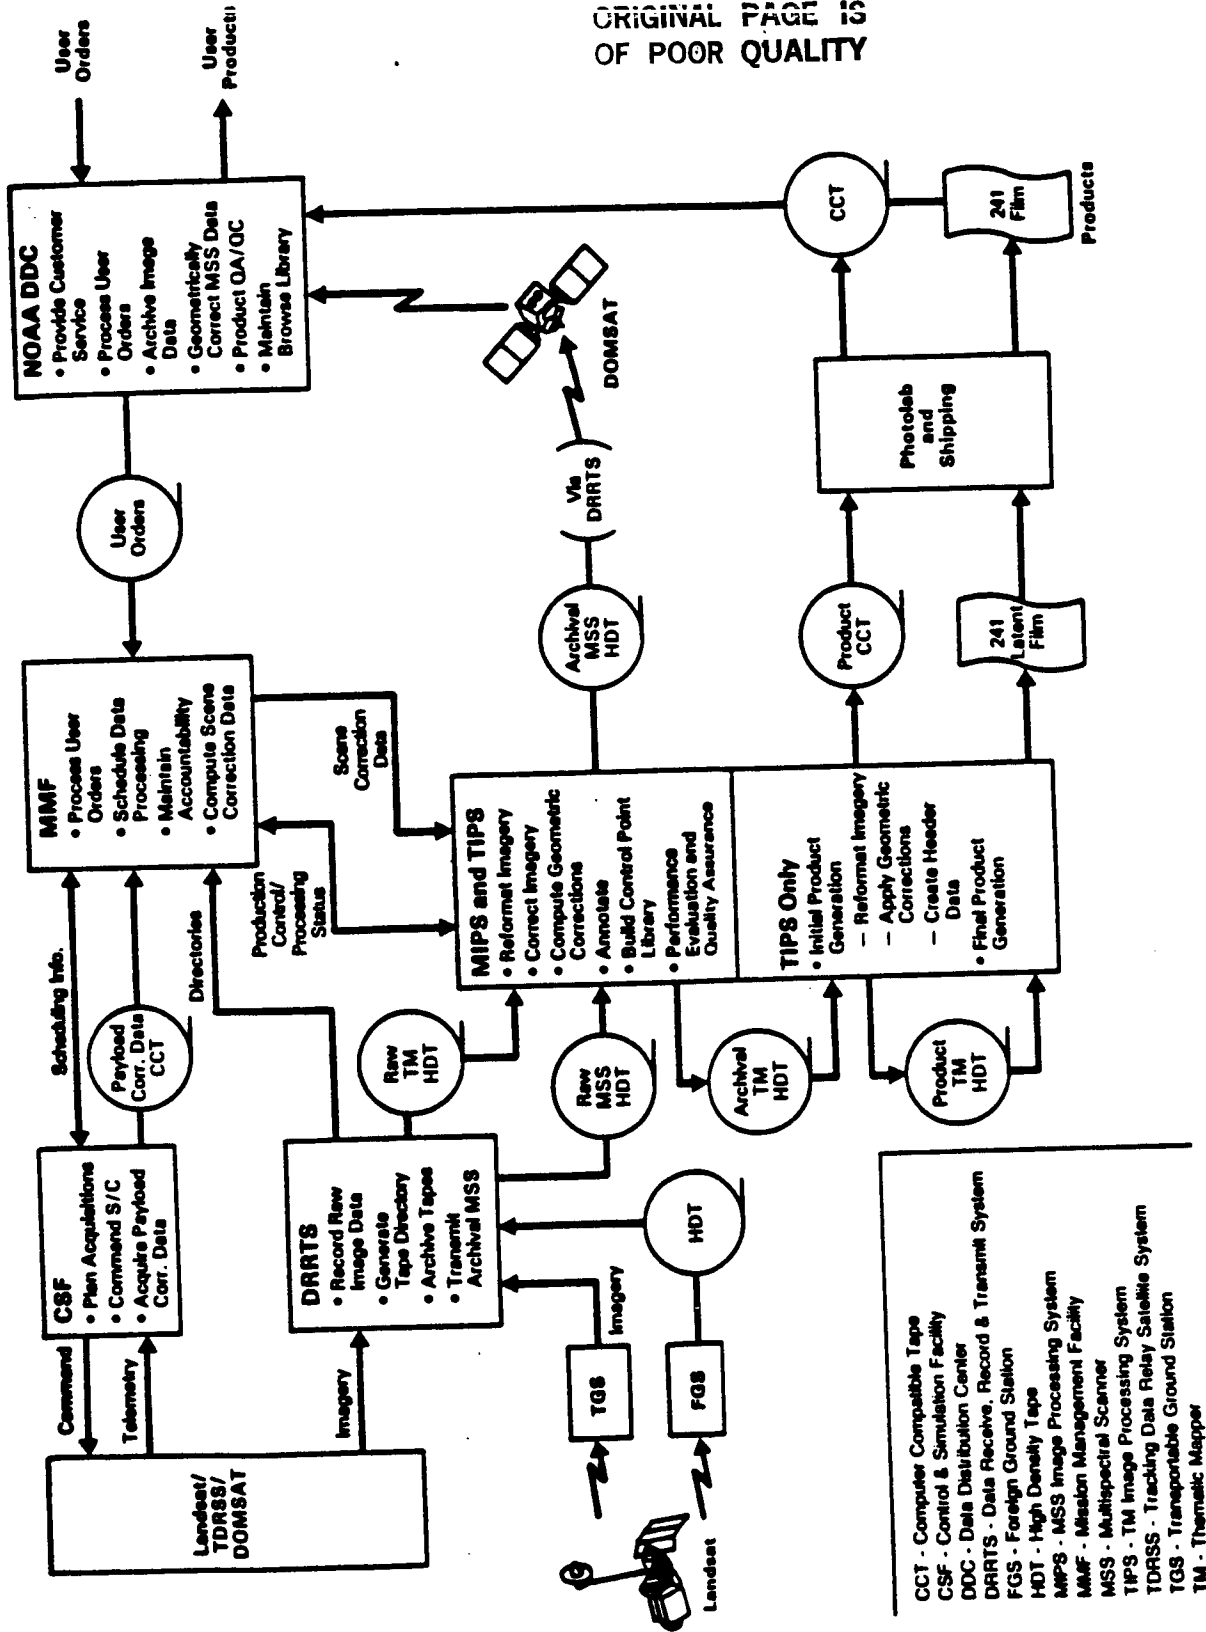 ORIGINAL PAGE IS
OF POOR QUALITY
Landsat/
TDRSS/
DOMSAT
Command
Telemetry
Imagery
CSF
• Plan Acquisitions
• Command S/C
• Acquire Payload
Corr. Data
Scheduling Info.
Payload
Corr. Data
CCT
Directories
MMF
• Process User
Orders
• Schedule Data
Processing
• Maintain
Accountability
• Compute Scene
Correction Data
User
Orders
NOAA DDC
• Provide Customer
Service
• Process User
Orders
• Archive Image
Data
• Geometrically
Correct MSS Data
• Product QA/QC
• Maintain
Browse Library
User
Orders
User
Products
DRRTS
• Record Raw
Image Data
• Generate
Tape Directory
• Archive Tapes
• Transmit
Archival MSS
Raw
TM
HDT
Raw
MSS
HDT
Production
Control/
Processing
Status
Scene
Correction
Data
MIPS and TIPS
• Reformat Imagery
• Correct Imagery
• Compute Geometric
Corrections
• Annotate
• Build Control Point
Library
• Performance
Evaluation and
Quality Assurance
TIPS Only
• Initial Product
Generation
– Reformat Imagery
– Apply Geometric
Corrections
– Create Header
Data
• Final Product
Generation
Archival
TM
HDT
Product
TM
HDT
Archival
MSS
HDT
Via
DRRTS
DOMSAT
Product
CCT
241
Latent
Film
Photolab
and
Shipping
CCT
241
Film
Products
Landsat
TGS
FGS
Imagery
HDT
CCT - Computer Compatible Tape
CSF - Control & Simulation Facility
DDC - Data Distribution Center
DRRTS - Data Receive, Record & Transmit System
FGS - Foreign Ground Station
HDT - High Density Tape
MIPS - MSS Image Processing System
MMF - Mission Management Facility
MSS - Multispectral Scanner
TIPS - TM Image Processing System
TDRSS - Tracking Data Relay Satellite System
TGS - Transportable Ground Station
TM - Thematic Mapper